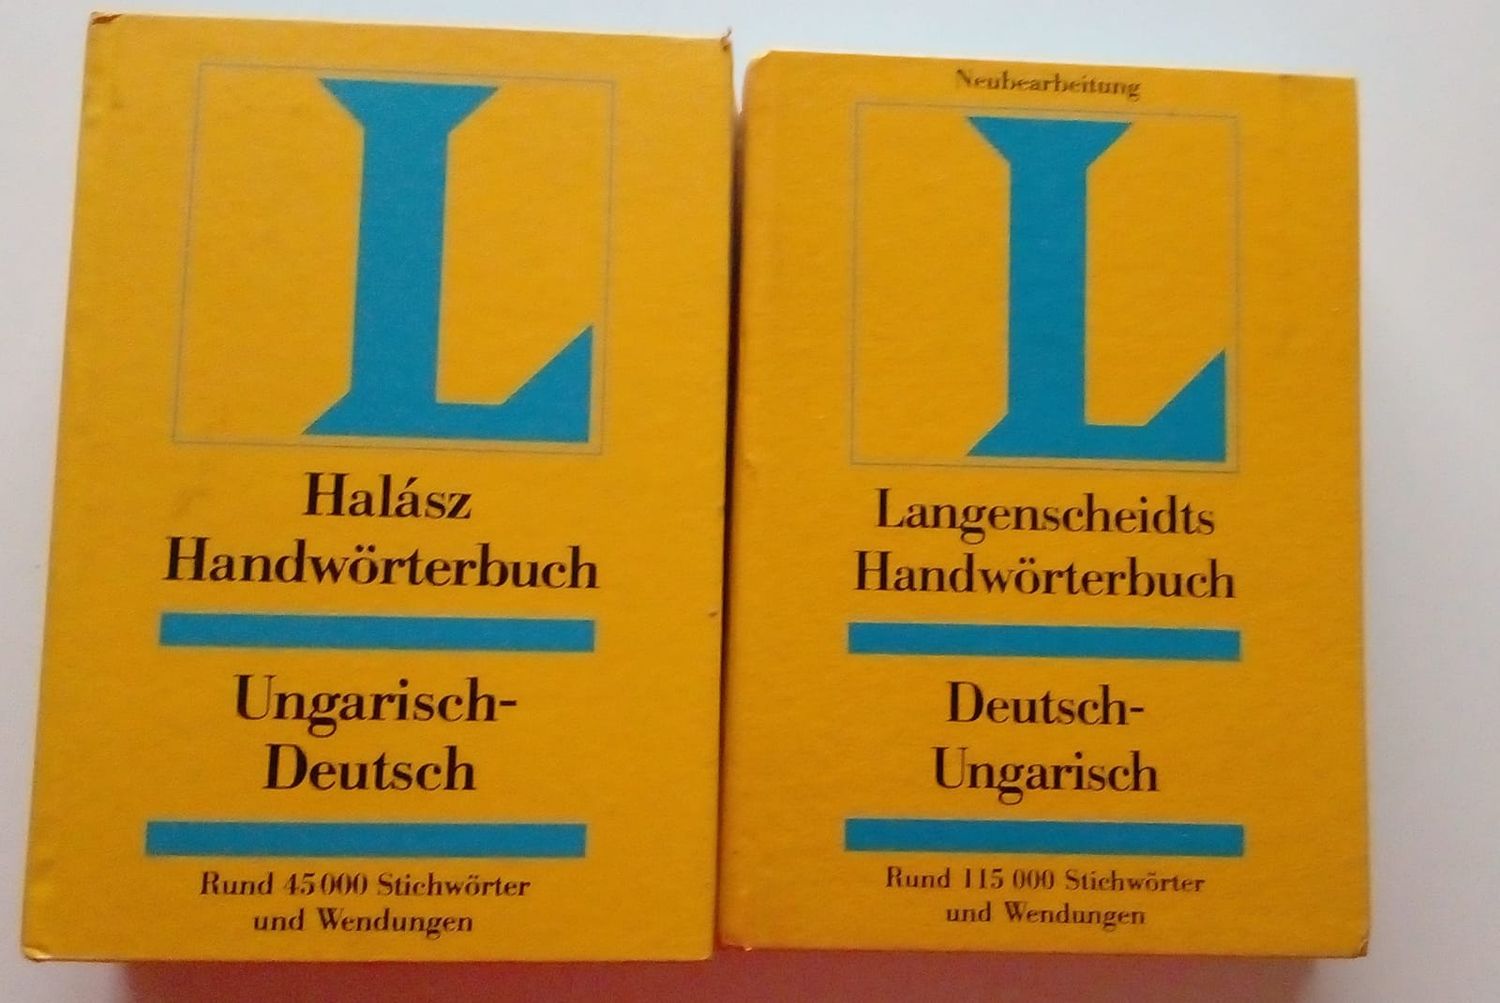 L
Halász
Handwörterbuch
Ungarisch-
Deutsch
Rund 45 000 Stichwörter
und Wendungen
Neubearbeitung
L
Langenscheidts
Handwörterbuch
Deutsch-
Ungarisch
Rund 115 000 Stichwörter
und Wendungen